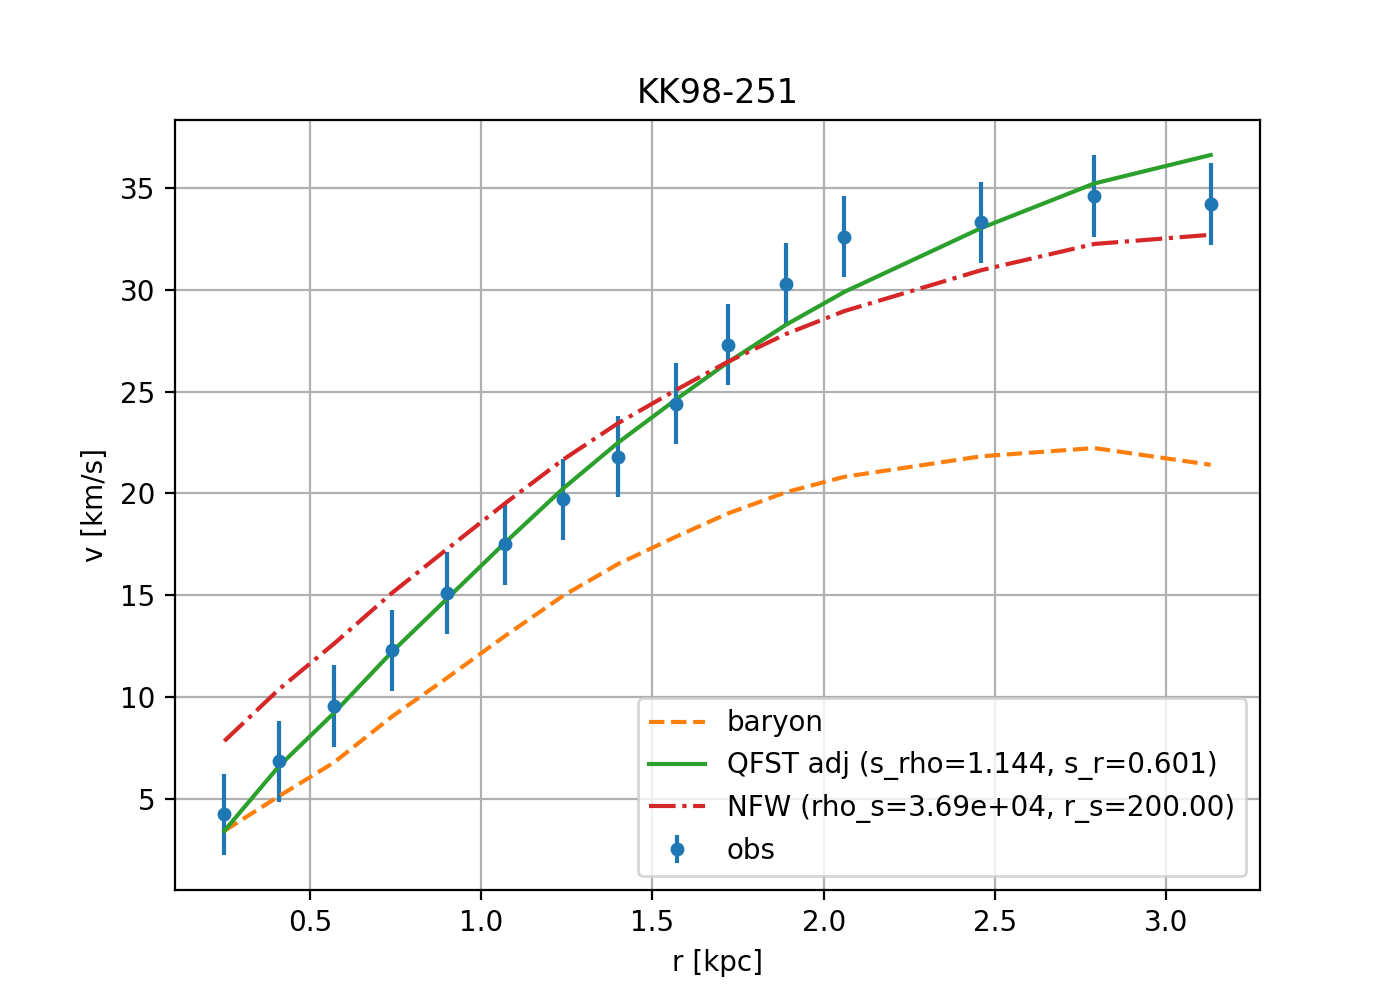 KK98-251
v [km/s]
35
30
25
20
15
10
5
baryon
QFST adj (s_rho=1.144, s_r=0.601)
NFW (rho_s=3.69e+04, r_s=200.00)
obs
0.5 1.0 1.5 2.0 2.5 3.0
r [kpc]